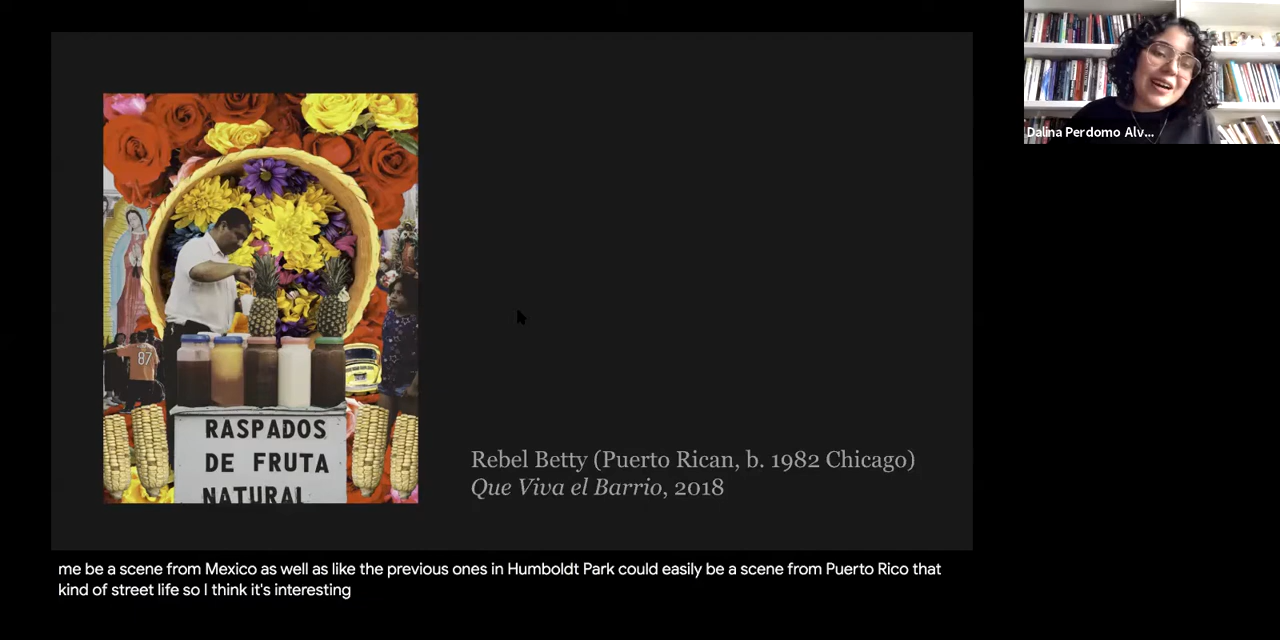 Dalina Perdomo Alv...
87
RASPADOS
DE FRUTA
NATURAL
Rebel Betty (Puerto Rican, b. 1982 Chicago)
Que Viva el Barrio, 2018
me be a scene from Mexico as well as like the previous ones in Humboldt Park could easily be a scene from Puerto Rico that
kind of street life so I think it's interesting